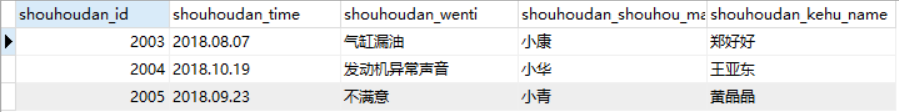 shouhoudan_id shouhoudan_time shouhoudan_wenti shouhoudan_shouhou_ma shouhoudan_kehu_name
2003 2018.08.07 气缸漏油 小康 郑好好
2004 2018.10.19 发动机异常声音 小华 王亚东
2005 2018.09.23 不满意 小青 黄晶晶